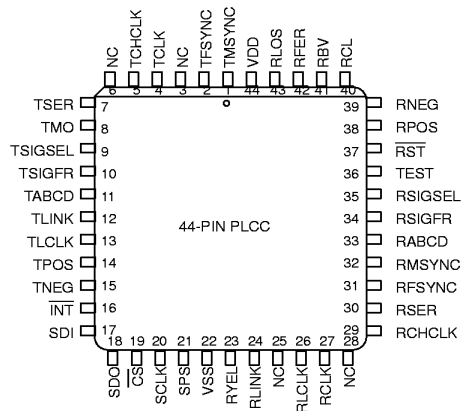 NC TCHCLK TCLK NC TFSYNC TMSYNC VDD RLOS RFER RBV RCL
6 5 4 3 2 1 44 43 42 41 40
TSER 7 39 RNEG
TMO 8 38 RPOS
TSIGSEL 9 37 RST
TSIGFR 10 36 TEST
TABCD 11 35 RSIGSEL
TLINK 12 34 RSIGFR
44-PIN PLCC
TLCLK 13 33 RABCD
TPOS 14 32 RMSYNC
TNEG 15 31 RFSYNC
INT 16 30 RSER
SDI 17 29 RCHCLK
18 19 20 21 22 23 24 25 26 27 28
SDO CS SCLK SPS VSS RYEL RLINK NC RLCLK RCLK NC